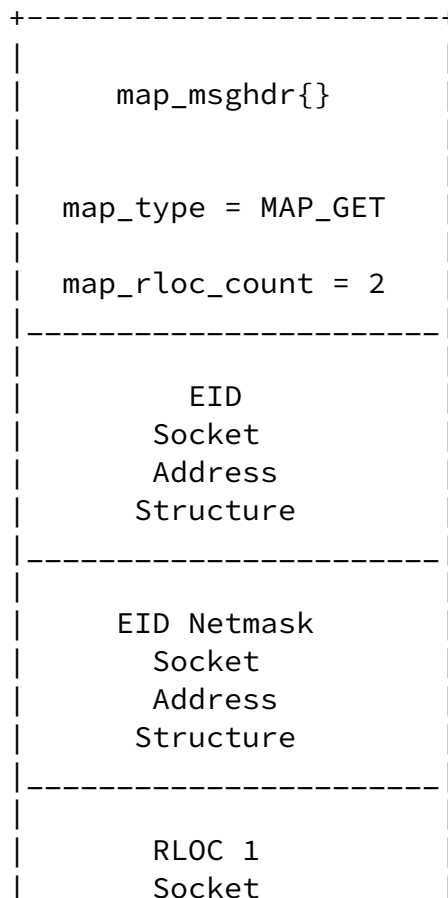 +-----------------------+
map_msghdr{}
map_type = MAP_GET
map_rloc_count = 2
EID
Socket
Address
Structure
EID Netmask
Socket
Address
Structure
RLOC 1
Socket